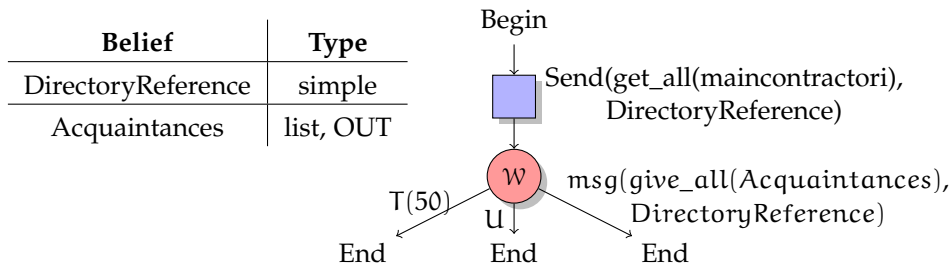 Belief Type
DirectoryReference simple
Acquaintances list, OUT
Begin
Send(get_all(maincontractori),
DirectoryReference)
W
msg(give_all(Acquaintances),
DirectoryReference)
T(50)
U
End End End